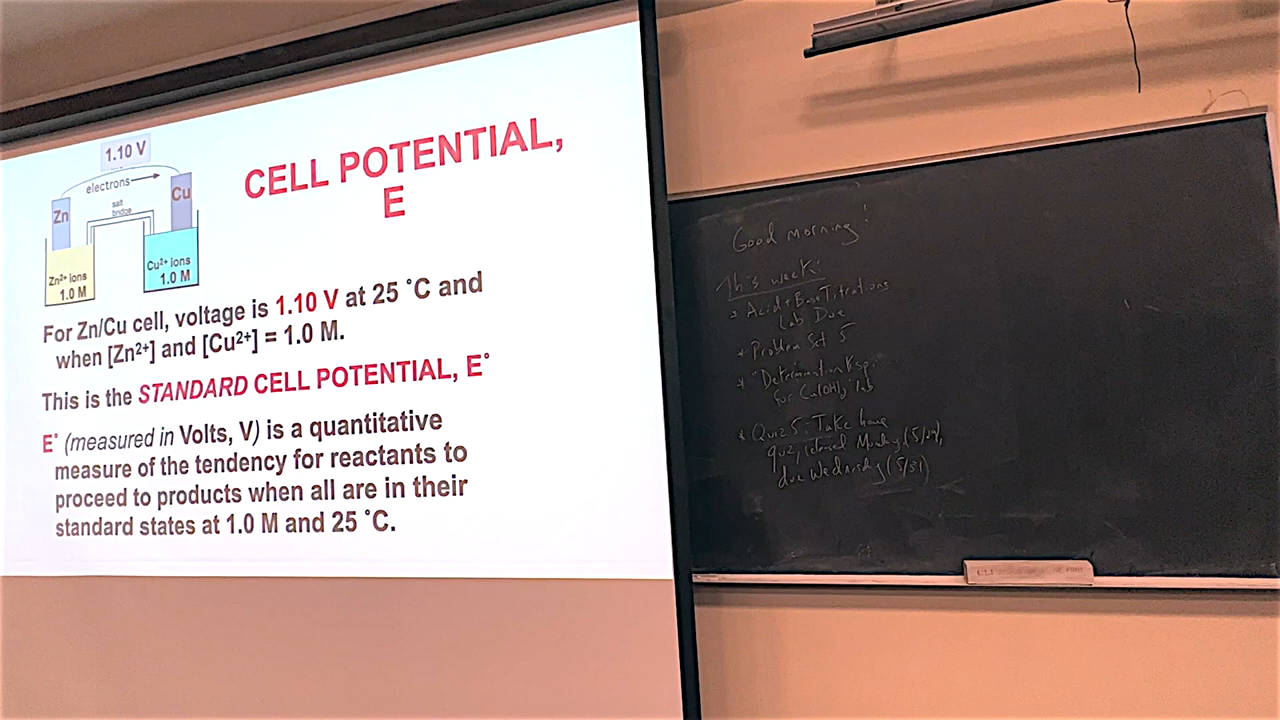 1.10 V
electrons
Cu
Zn
salt
bridge
Zn²⁺ ions
1.0 M
Cu²⁺ ions
1.0 M
CELL POTENTIAL,
E
For Zn/Cu cell, voltage is 1.10 V at 25 ˚C and
when [Zn²⁺] and [Cu²⁺] = 1.0 M.
This is the STANDARD CELL POTENTIAL, E˚
E˚ (measured in Volts, V) is a quantitative
measure of the tendency for reactants to
proceed to products when all are in their
standard states at 1.0 M and 25 ˚C.
Good morning!
This week:
* Acid + Base Titrations
Lab Due
* Problem Set 5
* "Determination Ksp
for Ca(OH)₂" lab
* Quiz 5: Take home
quiz, released Monday (5/29),
due Wednesday (5/31)